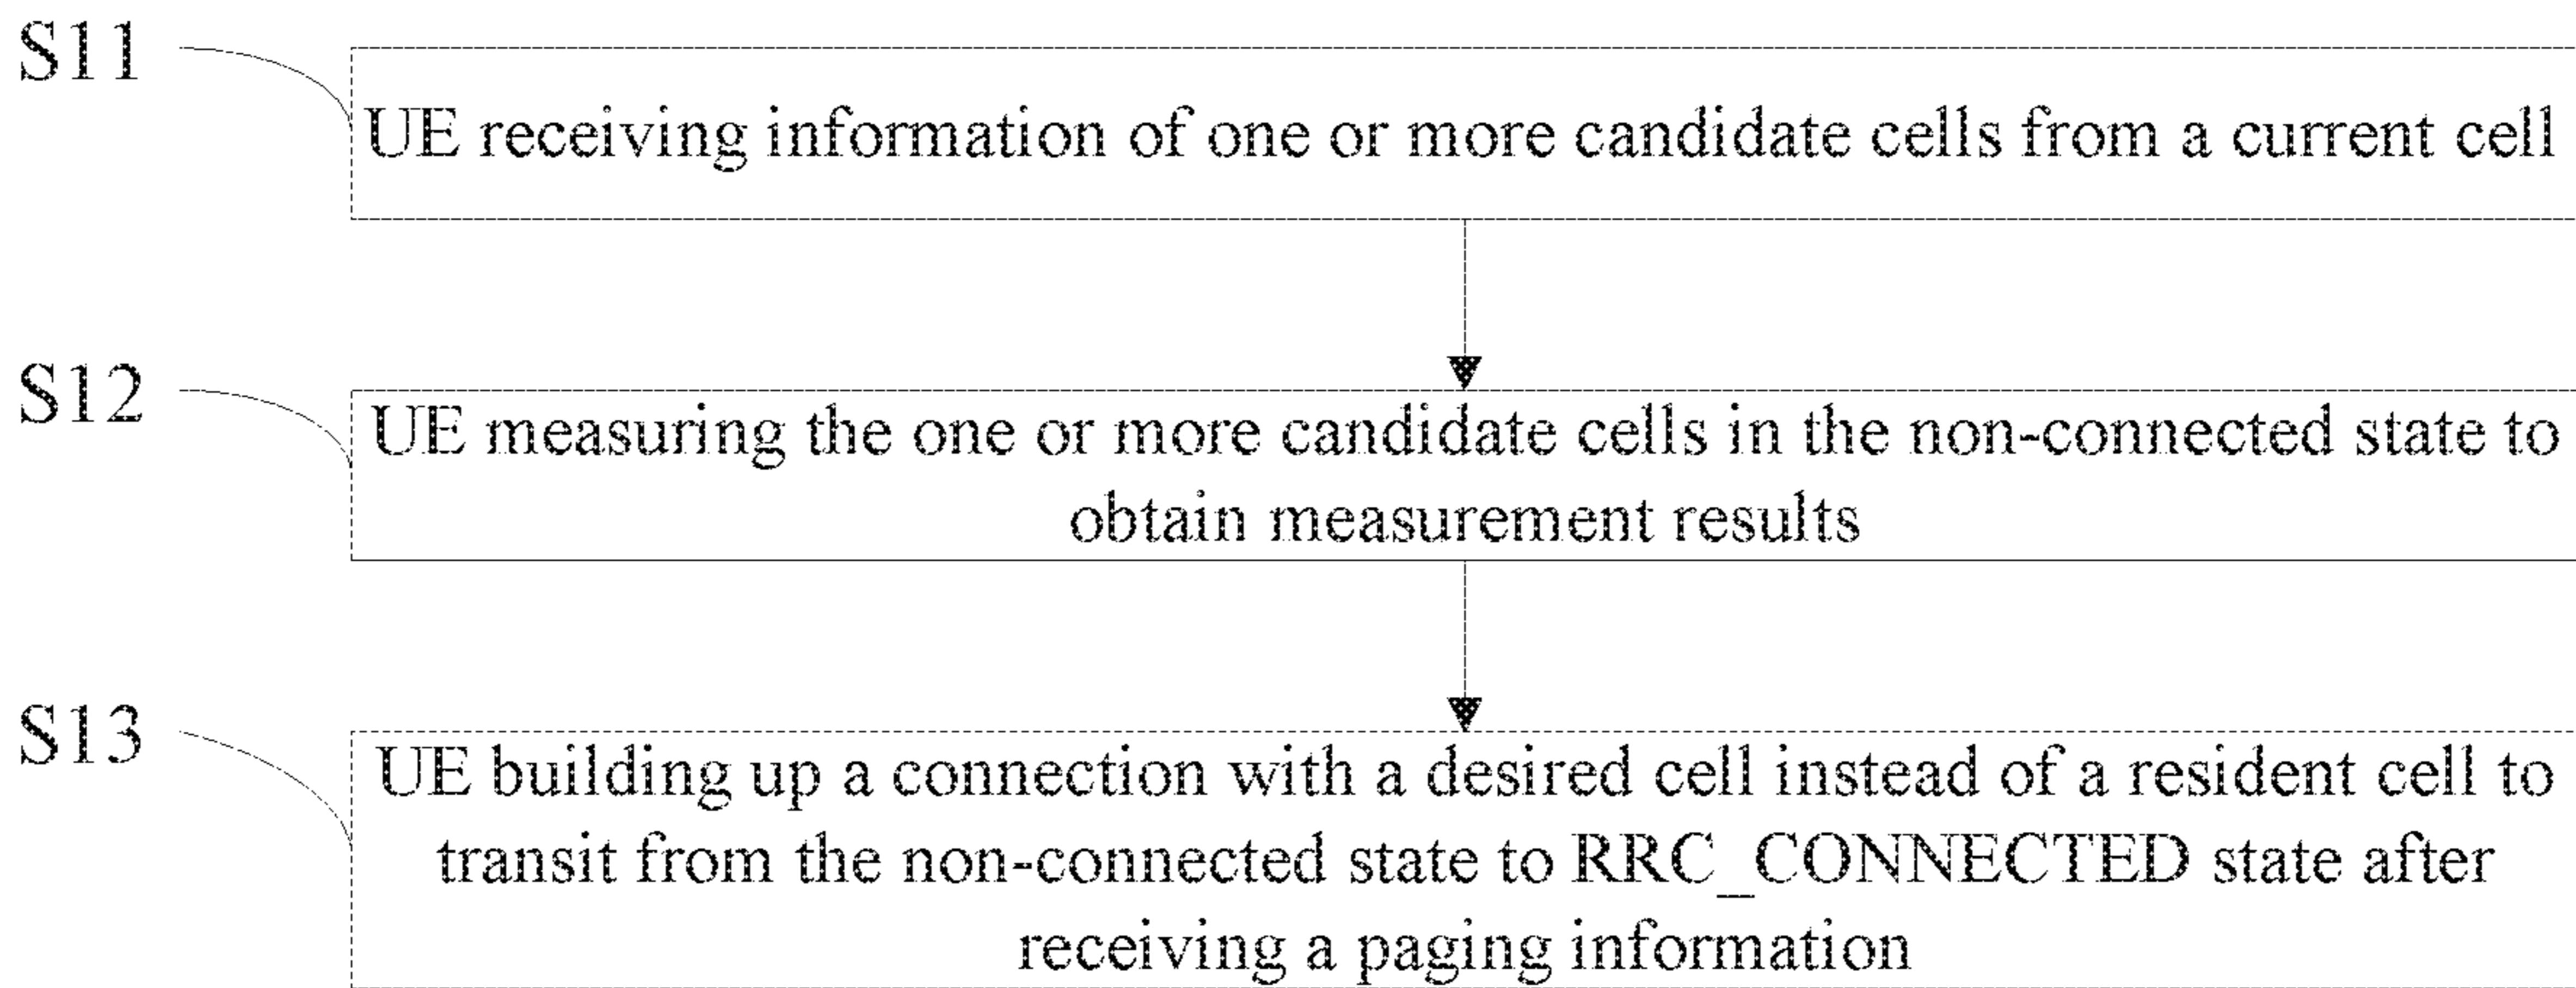 S11
UE receiving information of one or more candidate cells from a current cell
S12
UE measuring the one or more candidate cells in the non-connected state to
obtain measurement results
S13
UE building up a connection with a desired cell instead of a resident cell to
transit from the non-connected state to RRC_CONNECTED state after
receiving a paging information